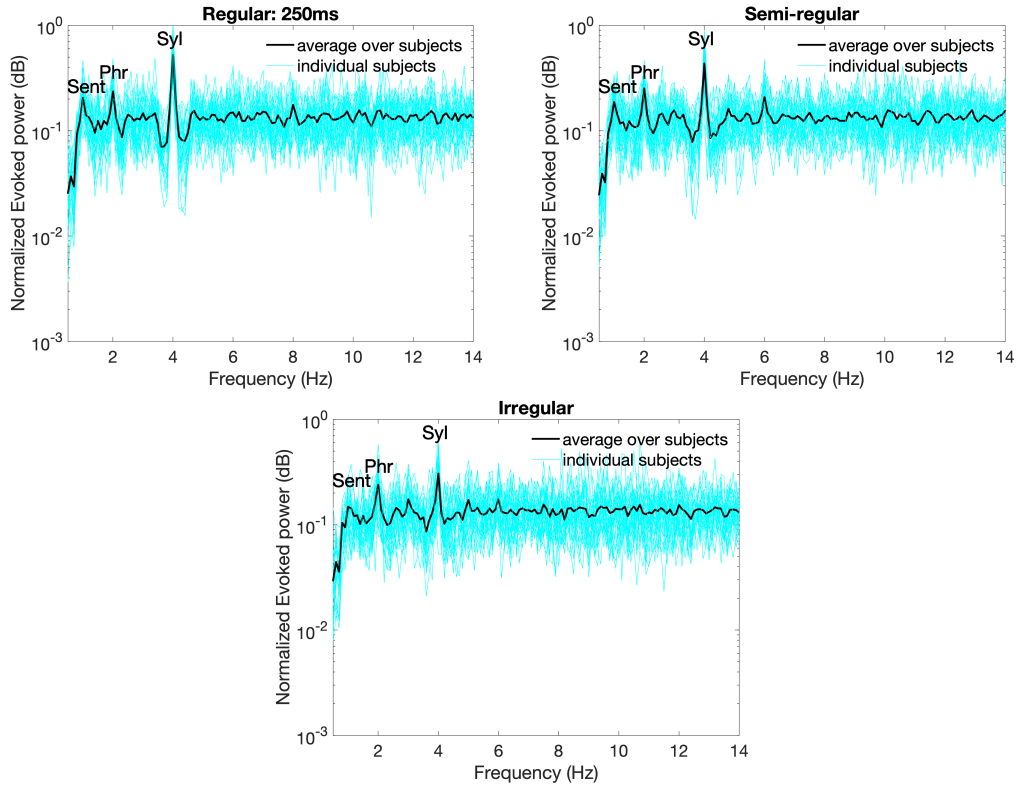 Regular: 250ms
Normalized Evoked power (dB)
10^0
10^-1
10^-2
10^-3
Sent
Phr
Syl
average over subjects
individual subjects
2 4 6 8 10 12 14
Frequency (Hz)
Semi-regular
Normalized Evoked power (dB)
10^0
10^-1
10^-2
10^-3
Sent
Phr
Syl
average over subjects
individual subjects
2 4 6 8 10 12 14
Frequency (Hz)
Irregular
Normalized Evoked power (dB)
10^0
10^-1
10^-2
10^-3
Sent
Phr
Syl
average over subjects
individual subjects
2 4 6 8 10 12 14
Frequency (Hz)